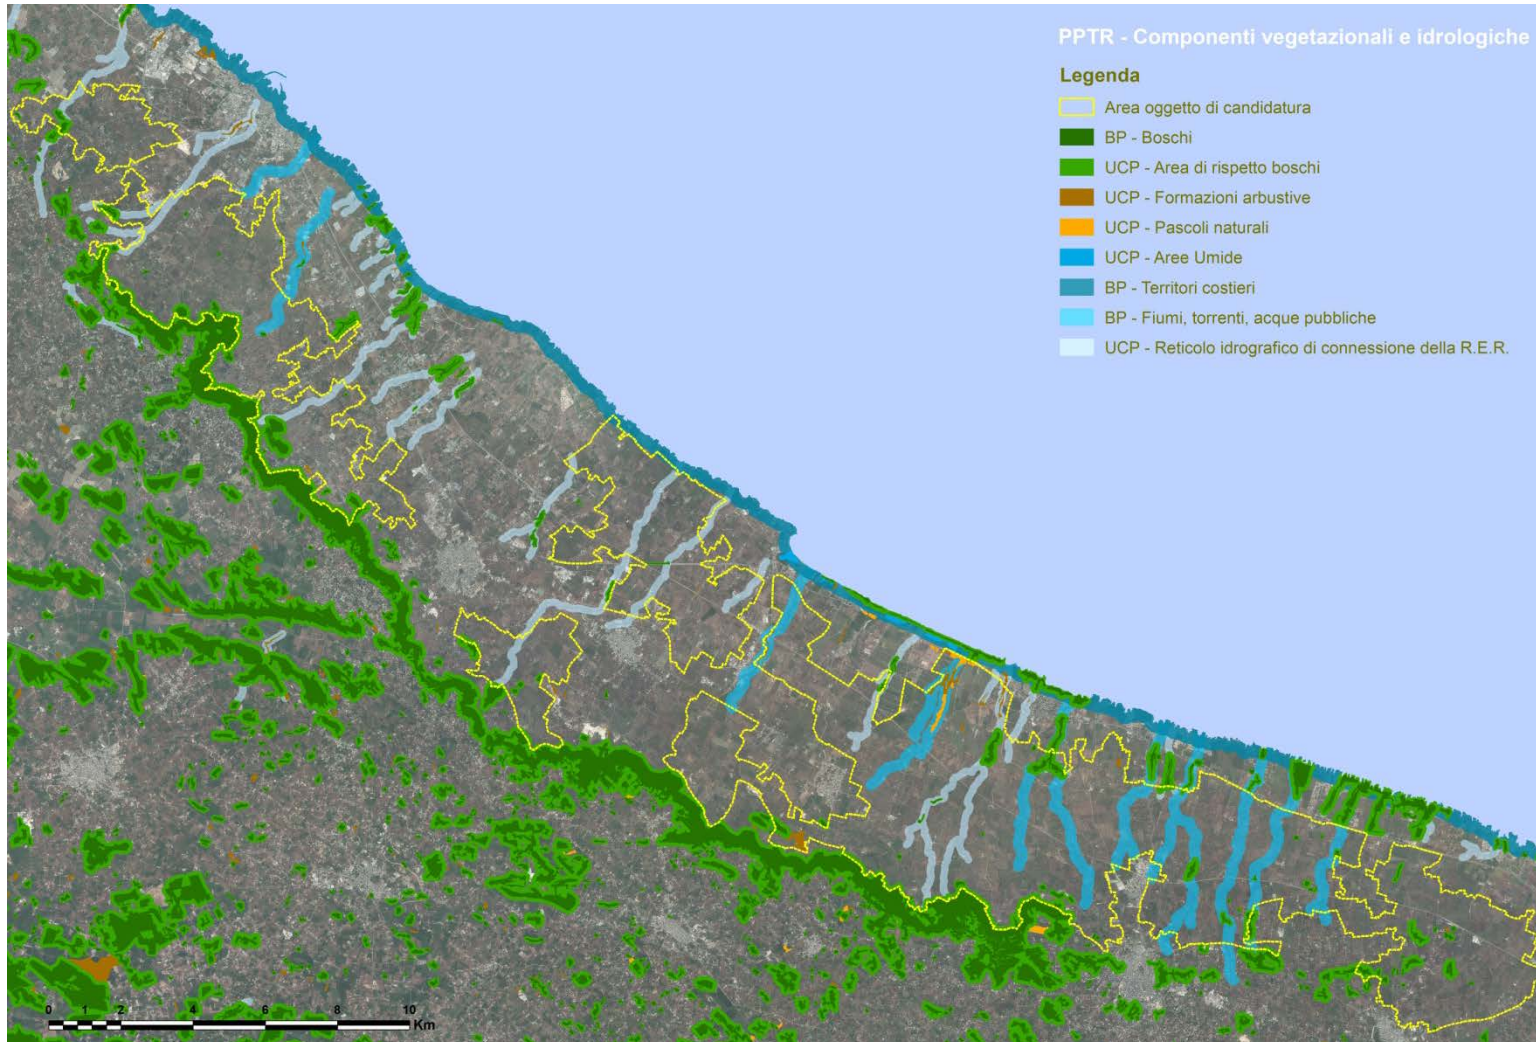 PPTR - Componenti vegetazionali e idrologiche
Legenda
Area oggetto di candidatura
BP - Boschi
UCP - Area di rispetto boschi
UCP - Formazioni arbustive
UCP - Pascoli naturali
UCP - Aree Umide
BP - Territori costieri
BP - Fiumi, torrenti, acque pubbliche
UCP - Reticolo idrografico di connessione della R.E.R.
0 1 2 4 6 8 10
Km